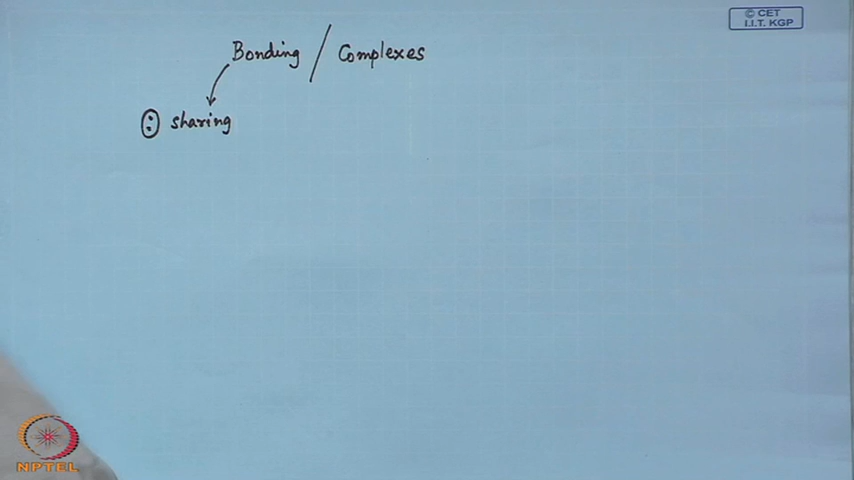 © CET
I.I.T. KGP
Bonding / Complexes
: sharing
NPTEL